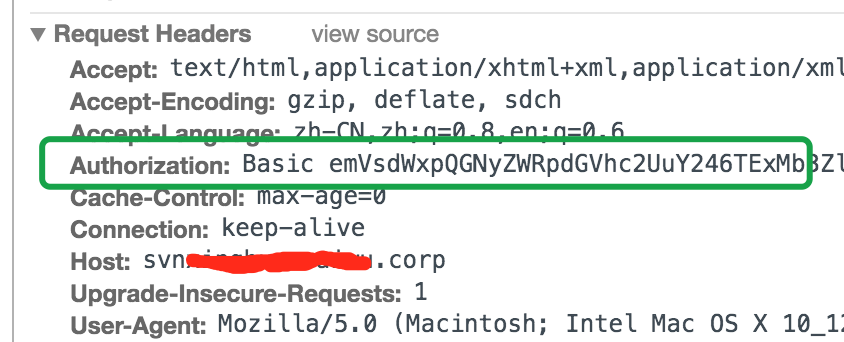 ▼ Request Headers view source
Accept: text/html,application/xhtml+xml,application/xml
Accept-Encoding: gzip, deflate, sdch
Accept-Language: zh-CN,zh;q=0.8,en;q=0.6
Authorization: Basic emVsdWxpQGNyZWRpdGVhc2UuY246TExMb3Zl
Cache-Control: max-age=0
Connection: keep-alive
Host: svn .corp
Upgrade-Insecure-Requests: 1
User-Agent: Mozilla/5.0 (Macintosh; Intel Mac OS X 10_12